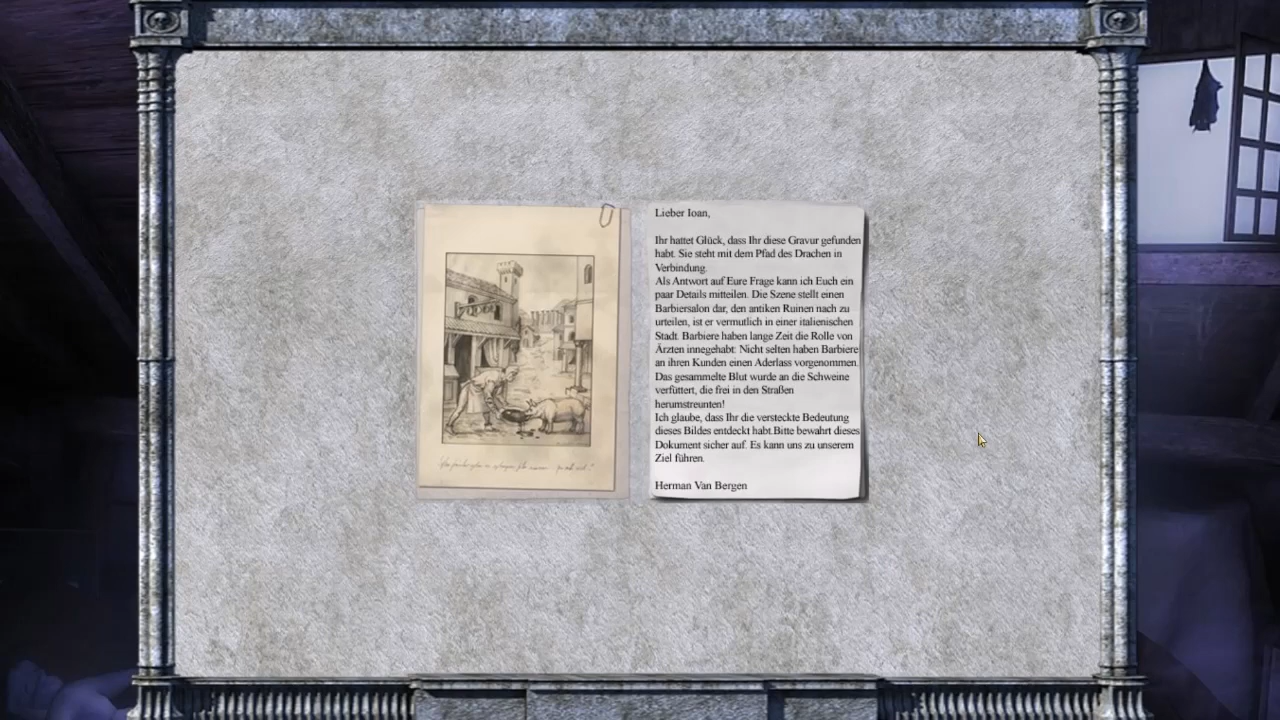 Lieber Ioan,
Ihr hattet Glück, dass Ihr diese Gravur gefunden
habt. Sie steht mit dem Pfad des Drachen in
Verbindung.
Als Antwort auf Eure Frage kann ich Euch ein
paar Details mitteilen. Die Szene stellt einen
Barbiersalon dar, den antiken Ruinen nach zu
urteilen, ist er vermutlich in einer italienischen
Stadt. Barbiere haben lange Zeit die Rolle von
Ärzten innegehabt: Nicht selten haben Barbiere
an ihren Kunden einen Aderlass vorgenommen.
Das gesammelte Blut wurde an die Schweine
verfüttert, die frei in den Straßen
herumstreunten!
Ich glaube, dass Ihr die versteckte Bedeutung
dieses Bildes entdeckt habt.Bitte bewahrt dieses
Dokument sicher auf. Es kann uns zu unserem
Ziel führen.
Herman Van Bergen